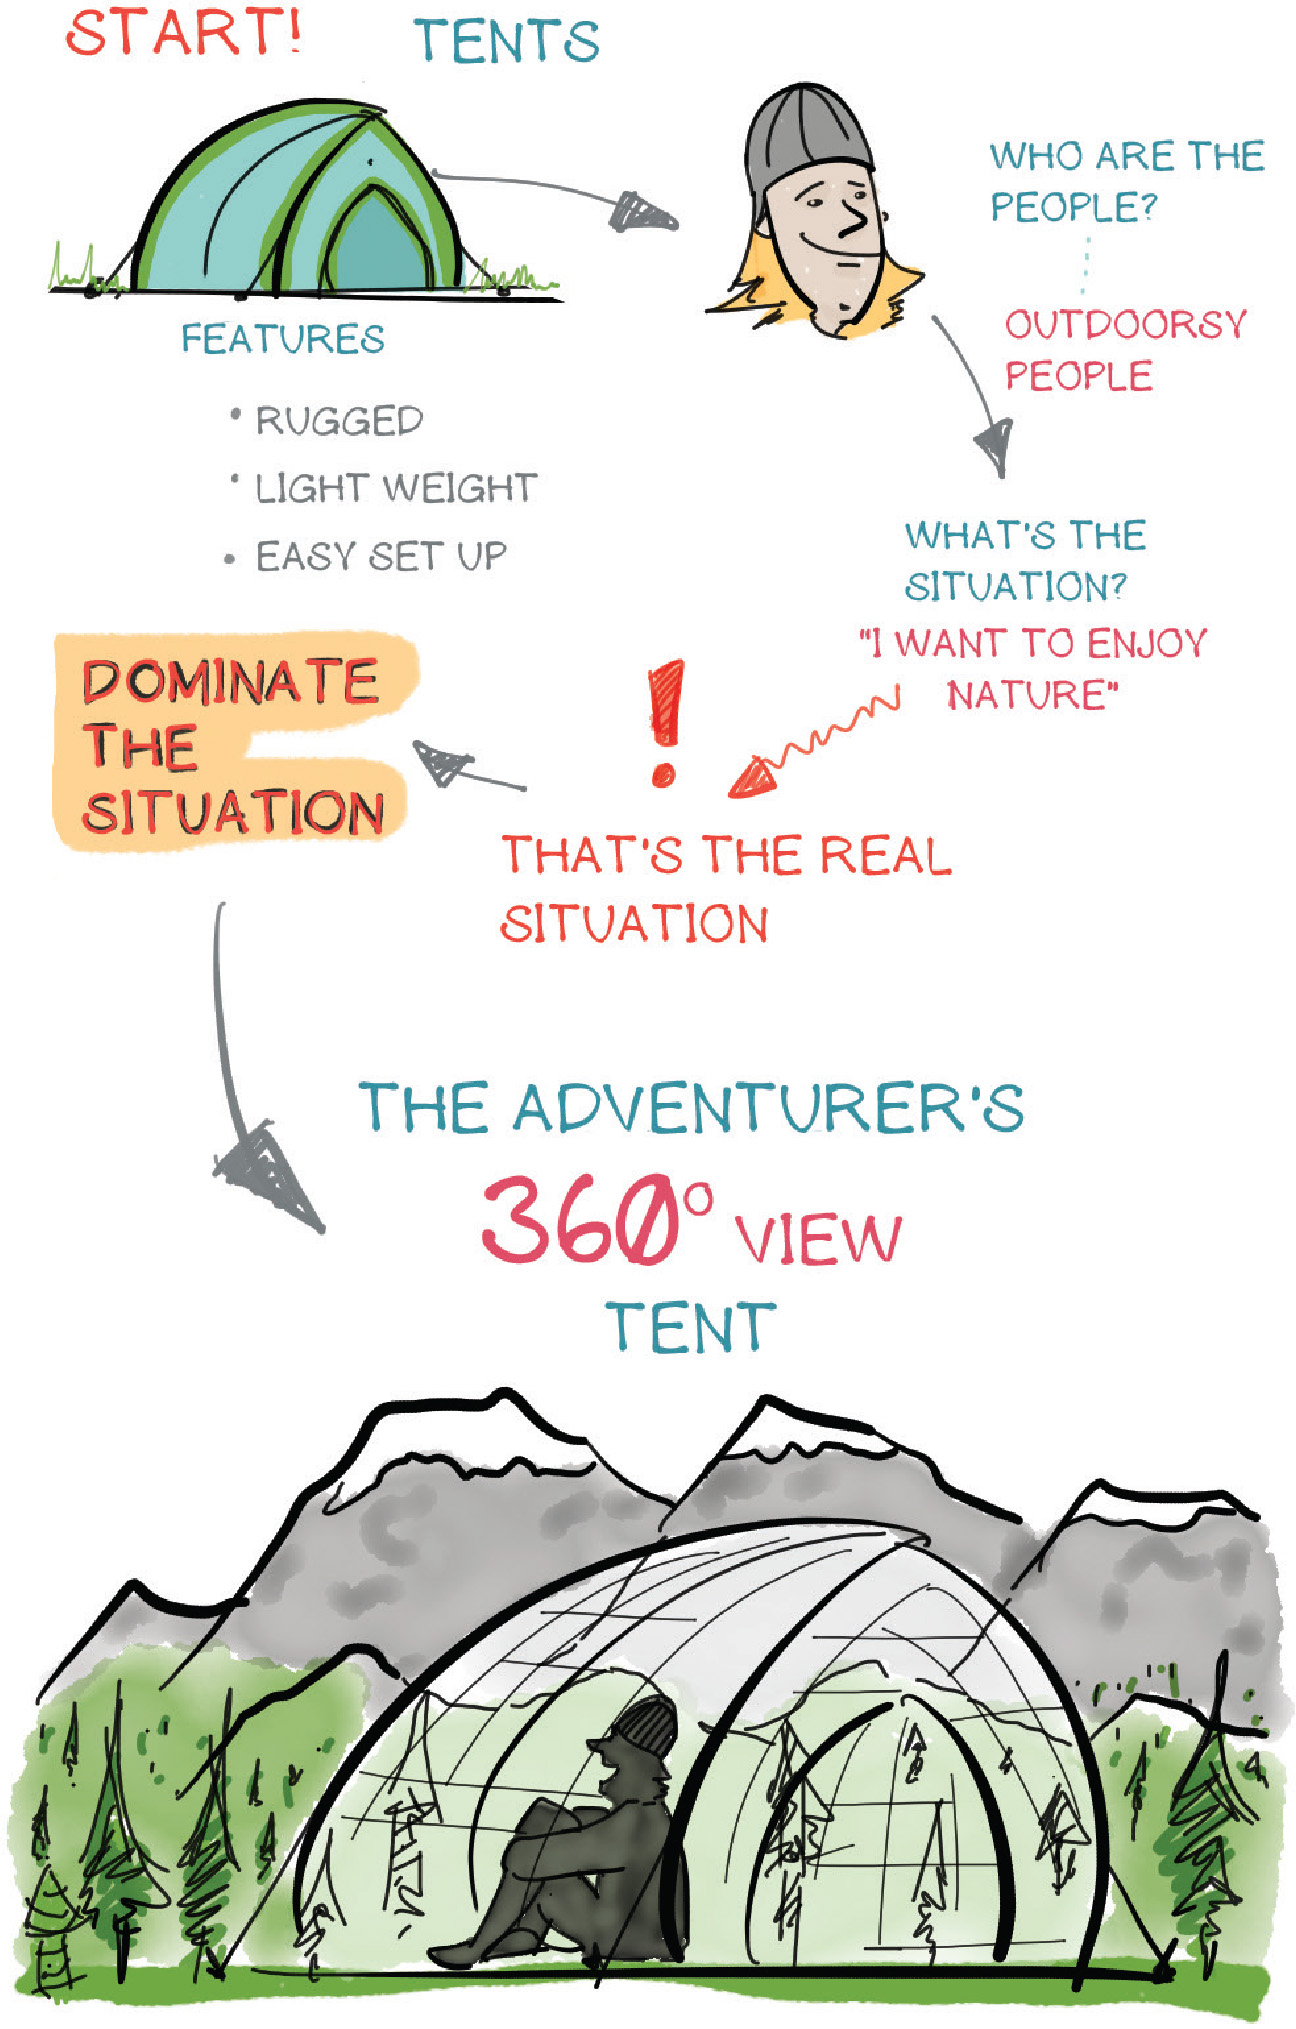 START!
TENTS
FEATURES
• RUGGED
• LIGHT WEIGHT
• EASY SET UP
WHO ARE THE
PEOPLE?
OUTDOORSY
PEOPLE
WHAT'S THE
SITUATION?
"I WANT TO ENJOY
NATURE"
!
THAT'S THE REAL
SITUATION
DOMINATE
THE
SITUATION
THE ADVENTURER'S
360° VIEW
TENT